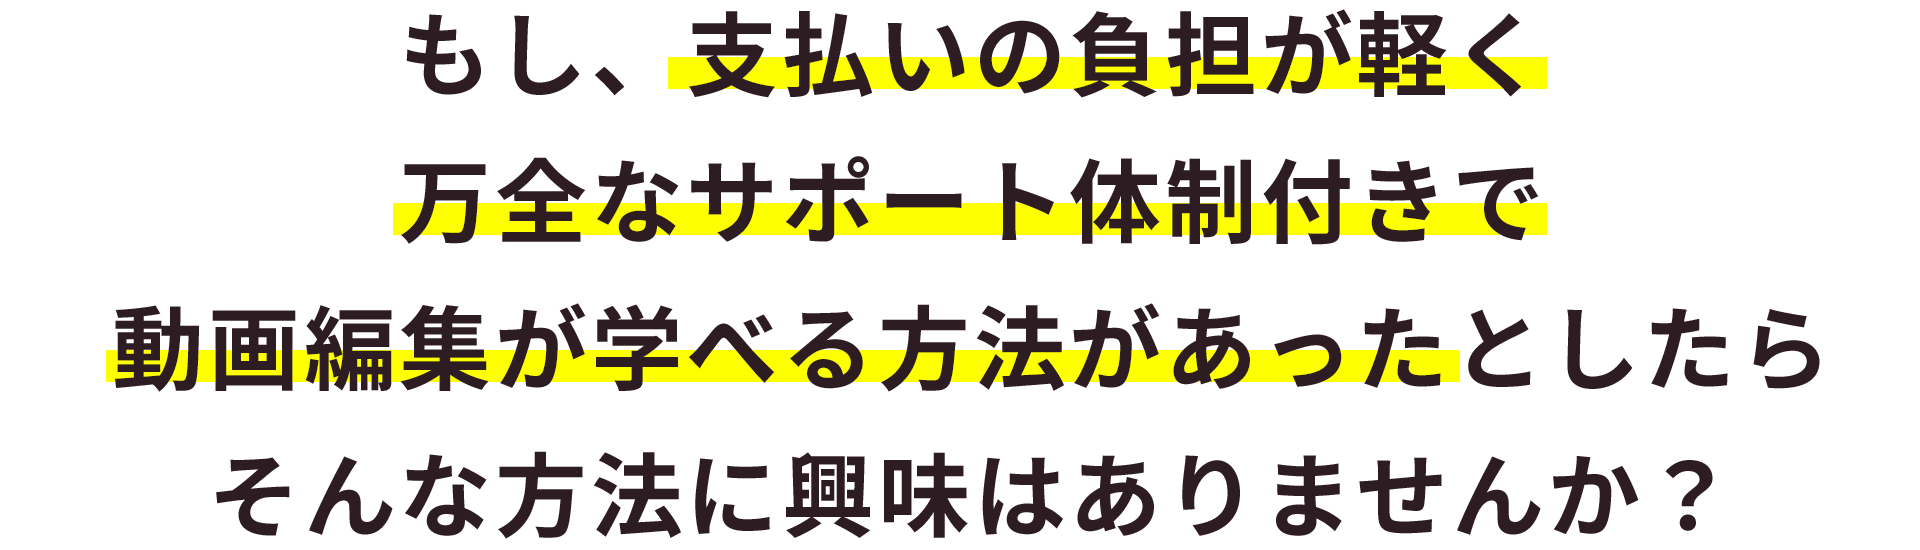 もし、支払いの負担が軽く
万全なサポート体制付きで
動画編集が学べる方法があったとしたら
そんな方法に興味はありませんか？